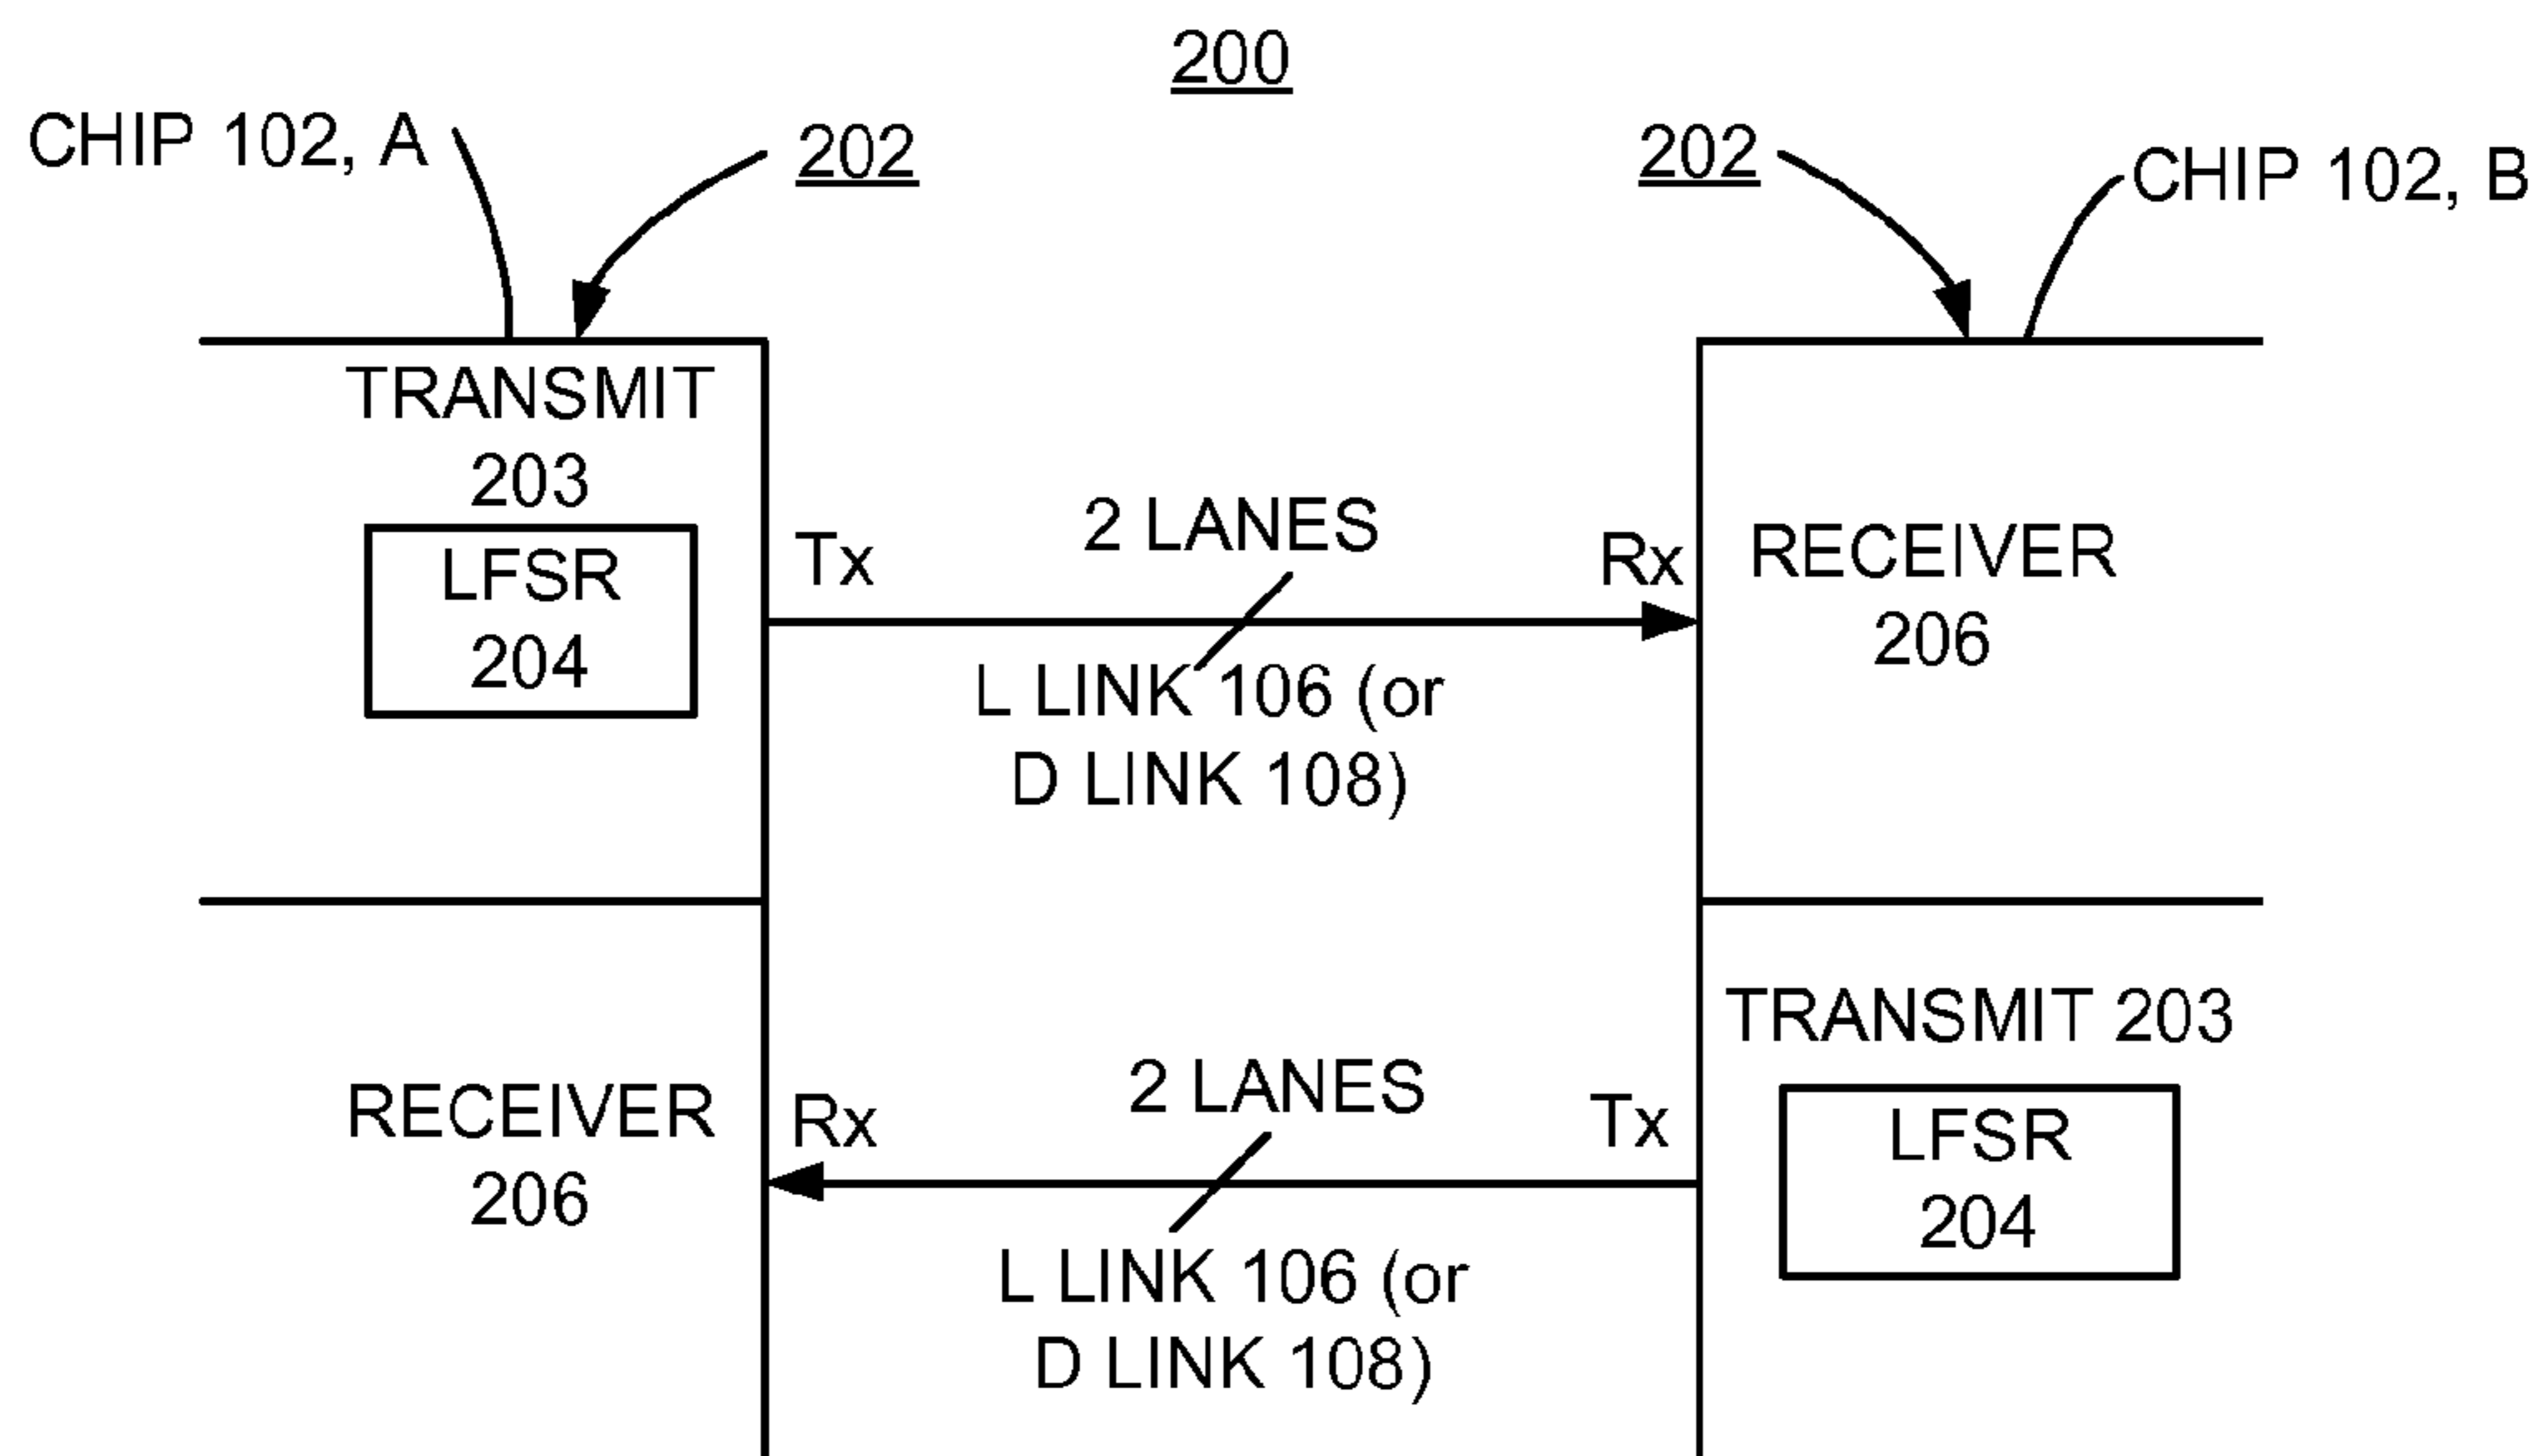 200
CHIP 102, A
202
202
CHIP 102, B
TRANSMIT
203
LFSR
204
Tx
2 LANES
Rx
L LINK 106 (or
D LINK 108)
RECEIVER
206
RECEIVER
206
Rx
2 LANES
Tx
L LINK 106 (or
D LINK 108)
TRANSMIT 203
LFSR
204